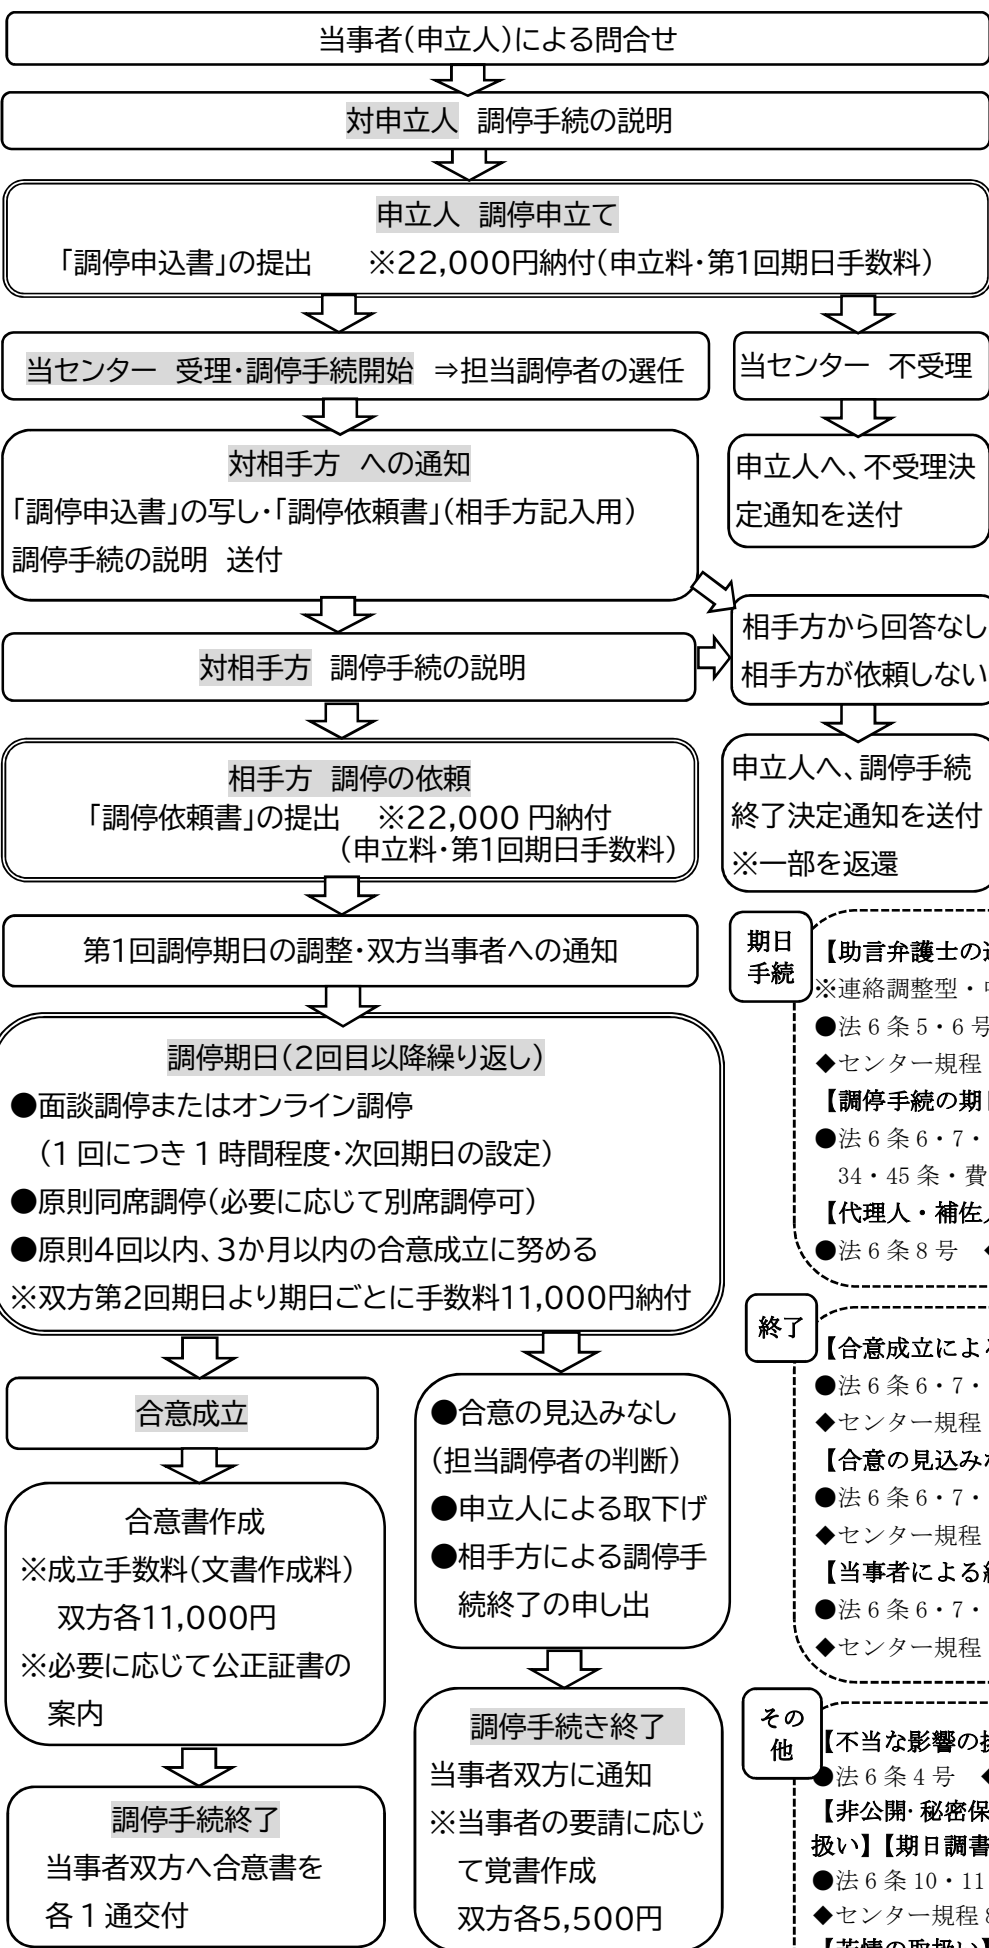 当事者(申立人)による問合せ
対申立人　調停手続の説明
申立人　調停申立て
「調停申込書」の提出　　※22,000円納付(申立料・第1回期日手数料)
当センター　受理・調停手続開始　⇒担当調停者の選任
当センター　不受理
対相手方　への通知
「調停申込書」の写し・「調停依頼書」(相手方記入用)
調停手続の説明　送付
申立人へ、不受理決
定通知を送付
相手方から回答なし
相手方が依頼しない
対相手方　調停手続の説明
相手方　調停の依頼
「調停依頼書」の提出　※22,000 円納付
(申立料・第1回期日手数料)
申立人へ、調停手続
終了決定通知を送付
※一部を返還
第1回調停期日の調整・双方当事者への通知
調停期日(2回目以降繰り返し)
●面談調停またはオンライン調停
(1 回につき 1 時間程度・次回期日の設定)
●原則同席調停(必要に応じて別席調停可)
●原則4回以内、3か月以内の合意成立に努める
※双方第2回期日より期日ごとに手数料11,000円納付
期日
手続
【助言弁護士の
※連絡調整型・
●法 6 条 5・6 号
◆センター規程
【調停手続の期
●法 6 条 6・7・
34・45 条・費
【代理人・補佐
●法 6 条 8 号　◆
合意成立
合意書作成
※成立手数料(文書作成料)
双方各11,000円
※必要に応じて公正証書の
案内
調停手続終了
当事者双方へ合意書を
各 1 通交付
●合意の見込みなし
(担当調停者の判断)
●申立人による取下げ
●相手方による調停手
続終了の申し出
調停手続き終了
当事者双方に通知
※当事者の要請に応じ
て覚書作成
双方各5,500円
終了
【合意成立によ
●法 6 条 6・7・
◆センター規程
【合意の見込み
●法 6 条 6・7・
◆センター規程
【当事者による
●法 6 条 6・7・
◆センター規程
その
他
【不当な影響の
●法 6 条 4 号　◆
【非公開・秘密保
扱い】【期日調書
●法 6 条 10・11
◆センター規程 8
【苦情の取扱い】